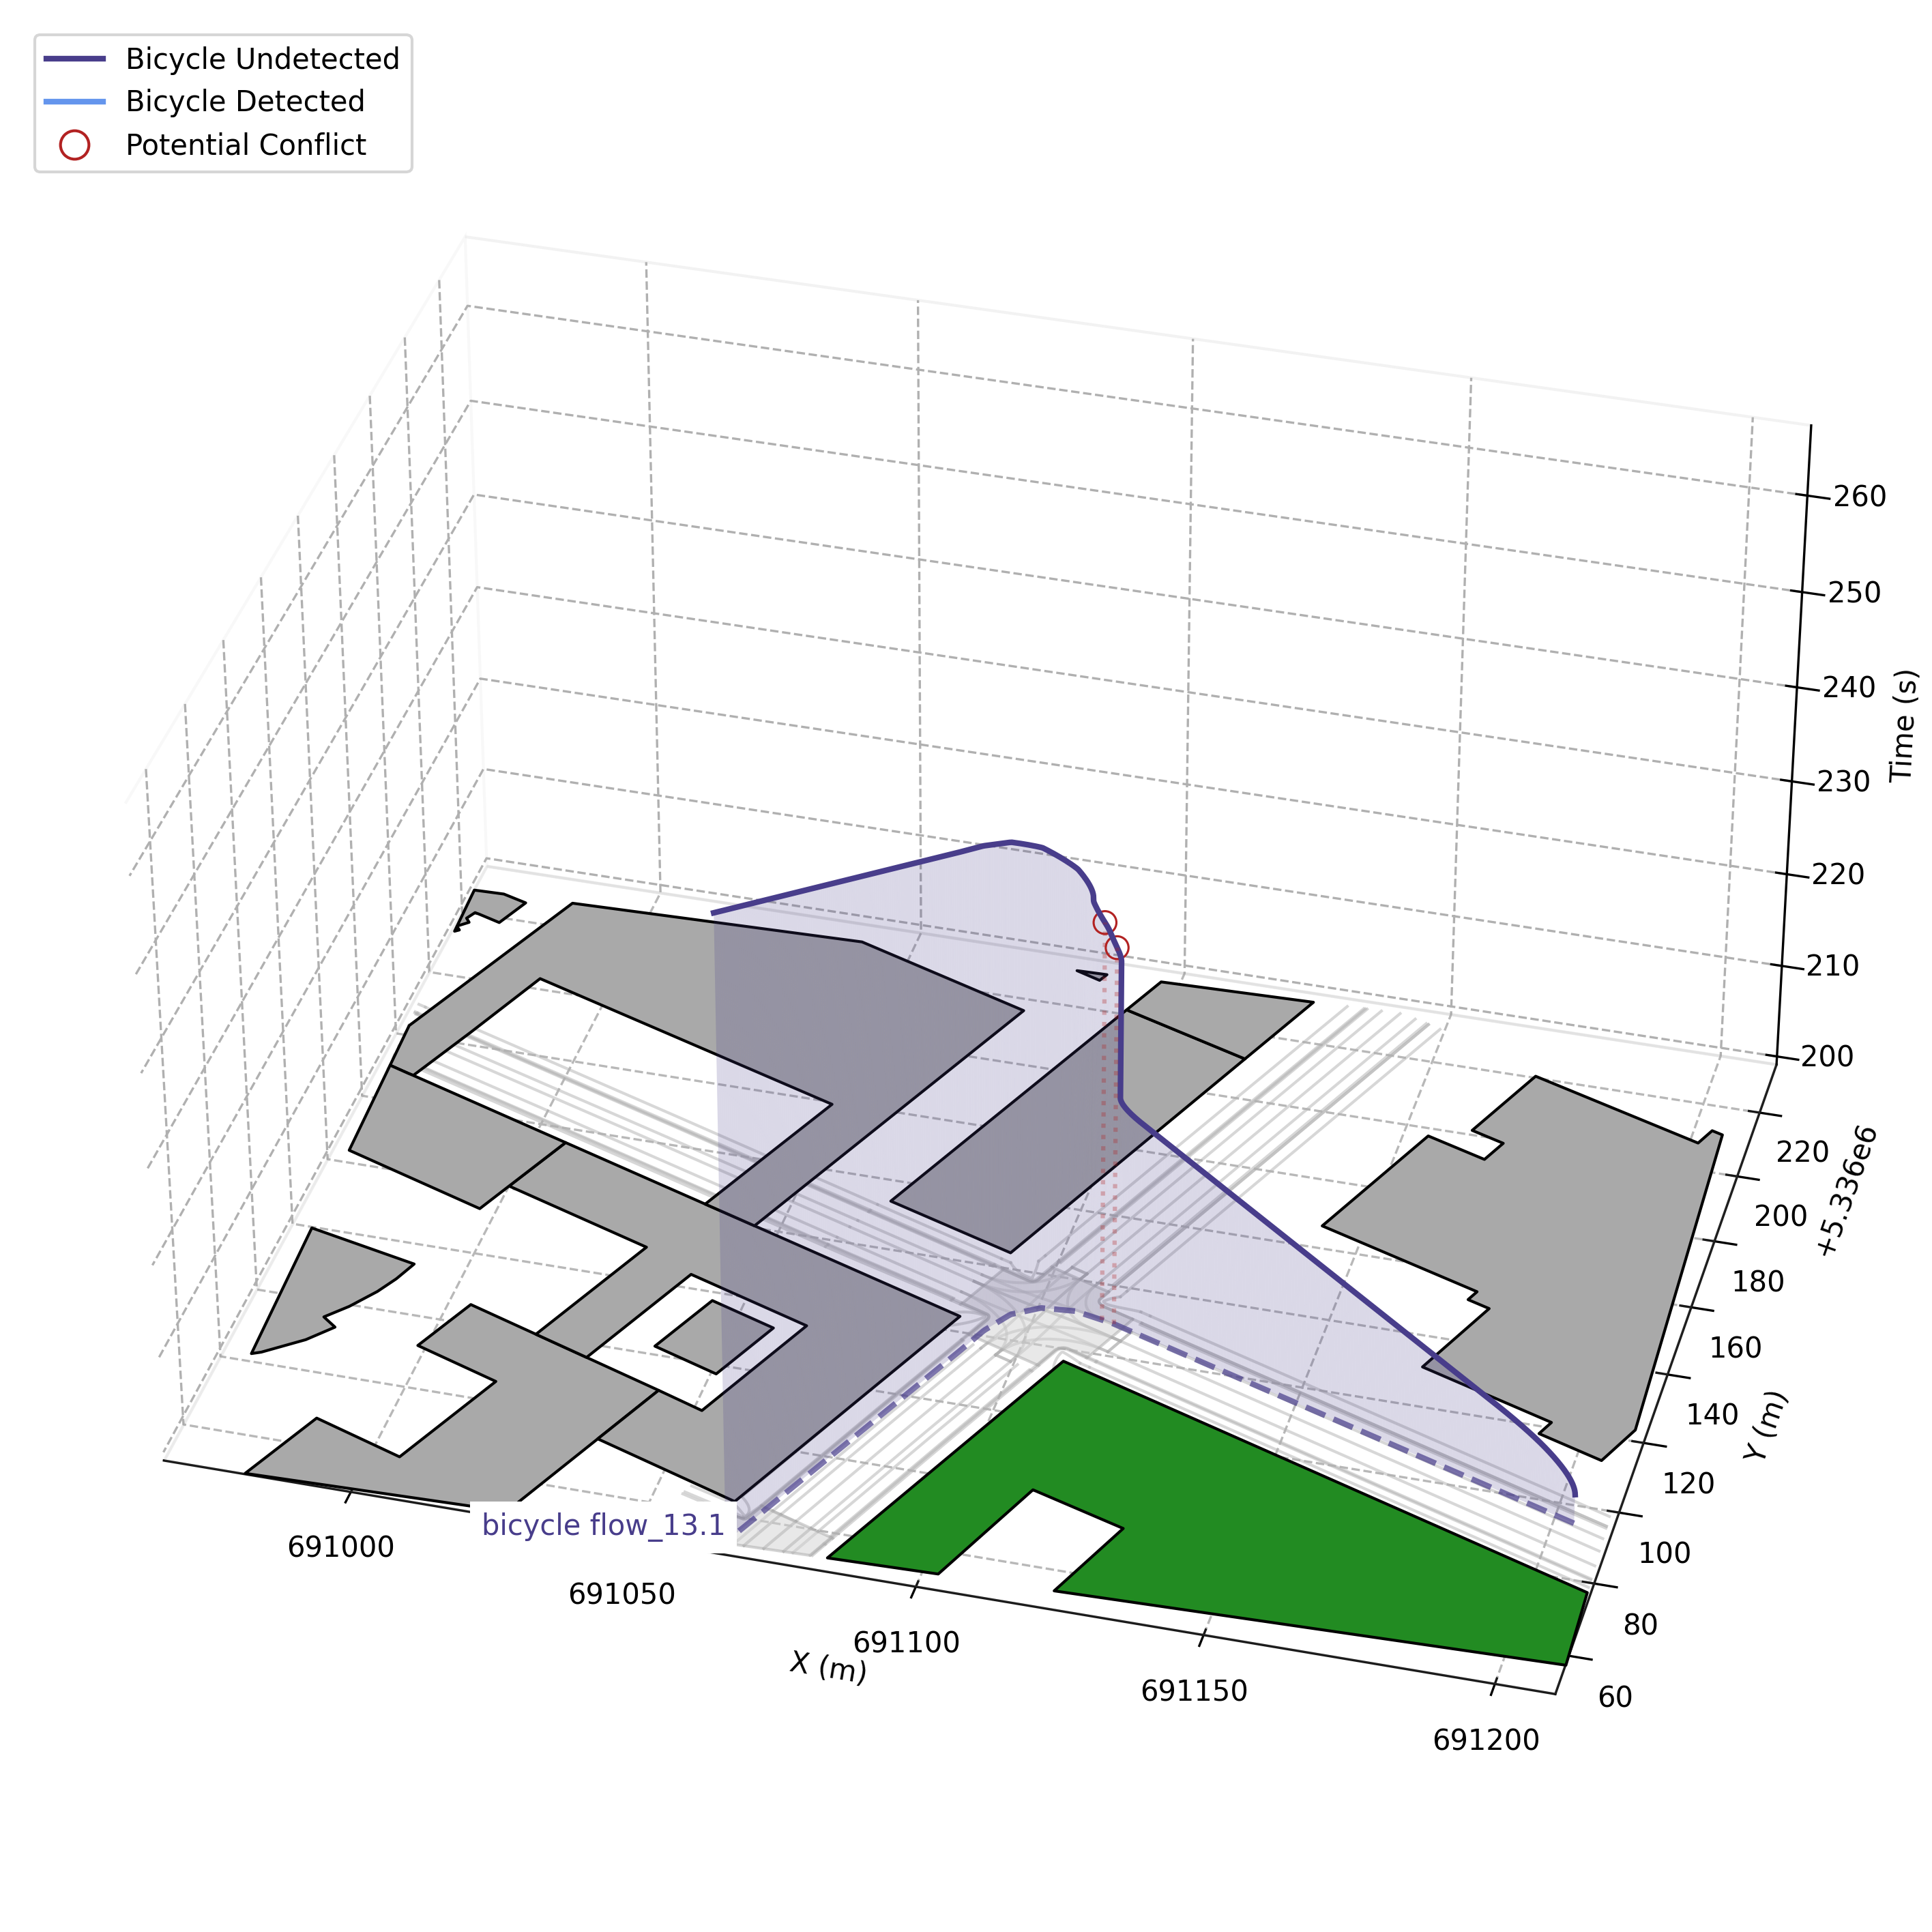 Bicycle Undetected
Bicycle Detected
Potential Conflict
260
250
240
230
220
210
200
Time (s)
220
200
180
160
140
120
100
80
60
+5.336e6
Y (m)
bicycle flow_13.1
691000
691050
691100
691150
691200
X (m)